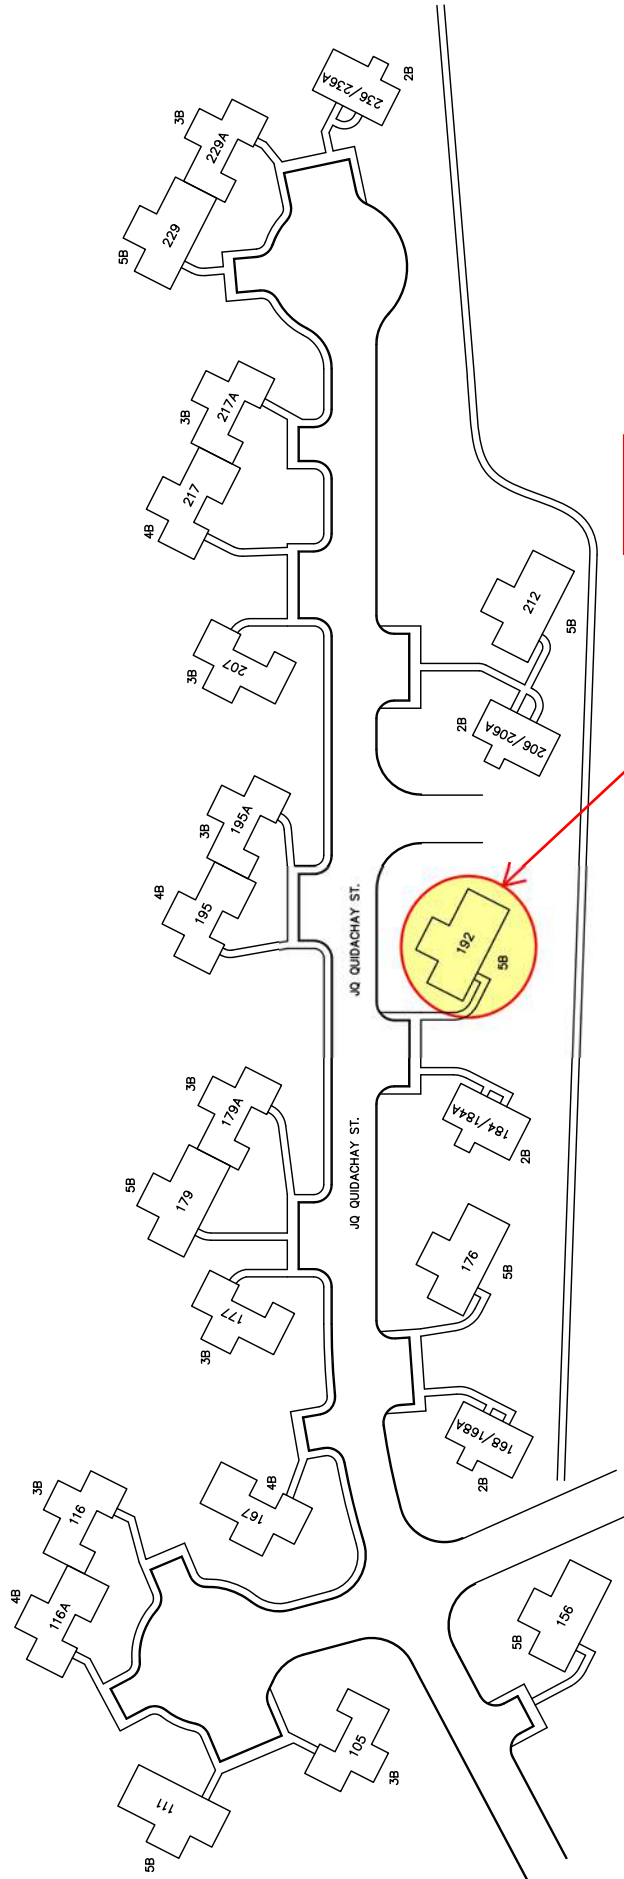 2B
236/236A
3B
229A
5B
229
3B
217A
4B
217
212
5B
3B
207
2B
206/206A
3B
195A
4B
195
JQ QUIDACHAY ST.
192
5B
3B
179A
184/184A
2B
5B
179
JQ QUIDACHAY ST.
176
5B
177
3B
168/168A
2B
4B
167
3B
116
4B
116A
156
5B
105
3B
111
5B